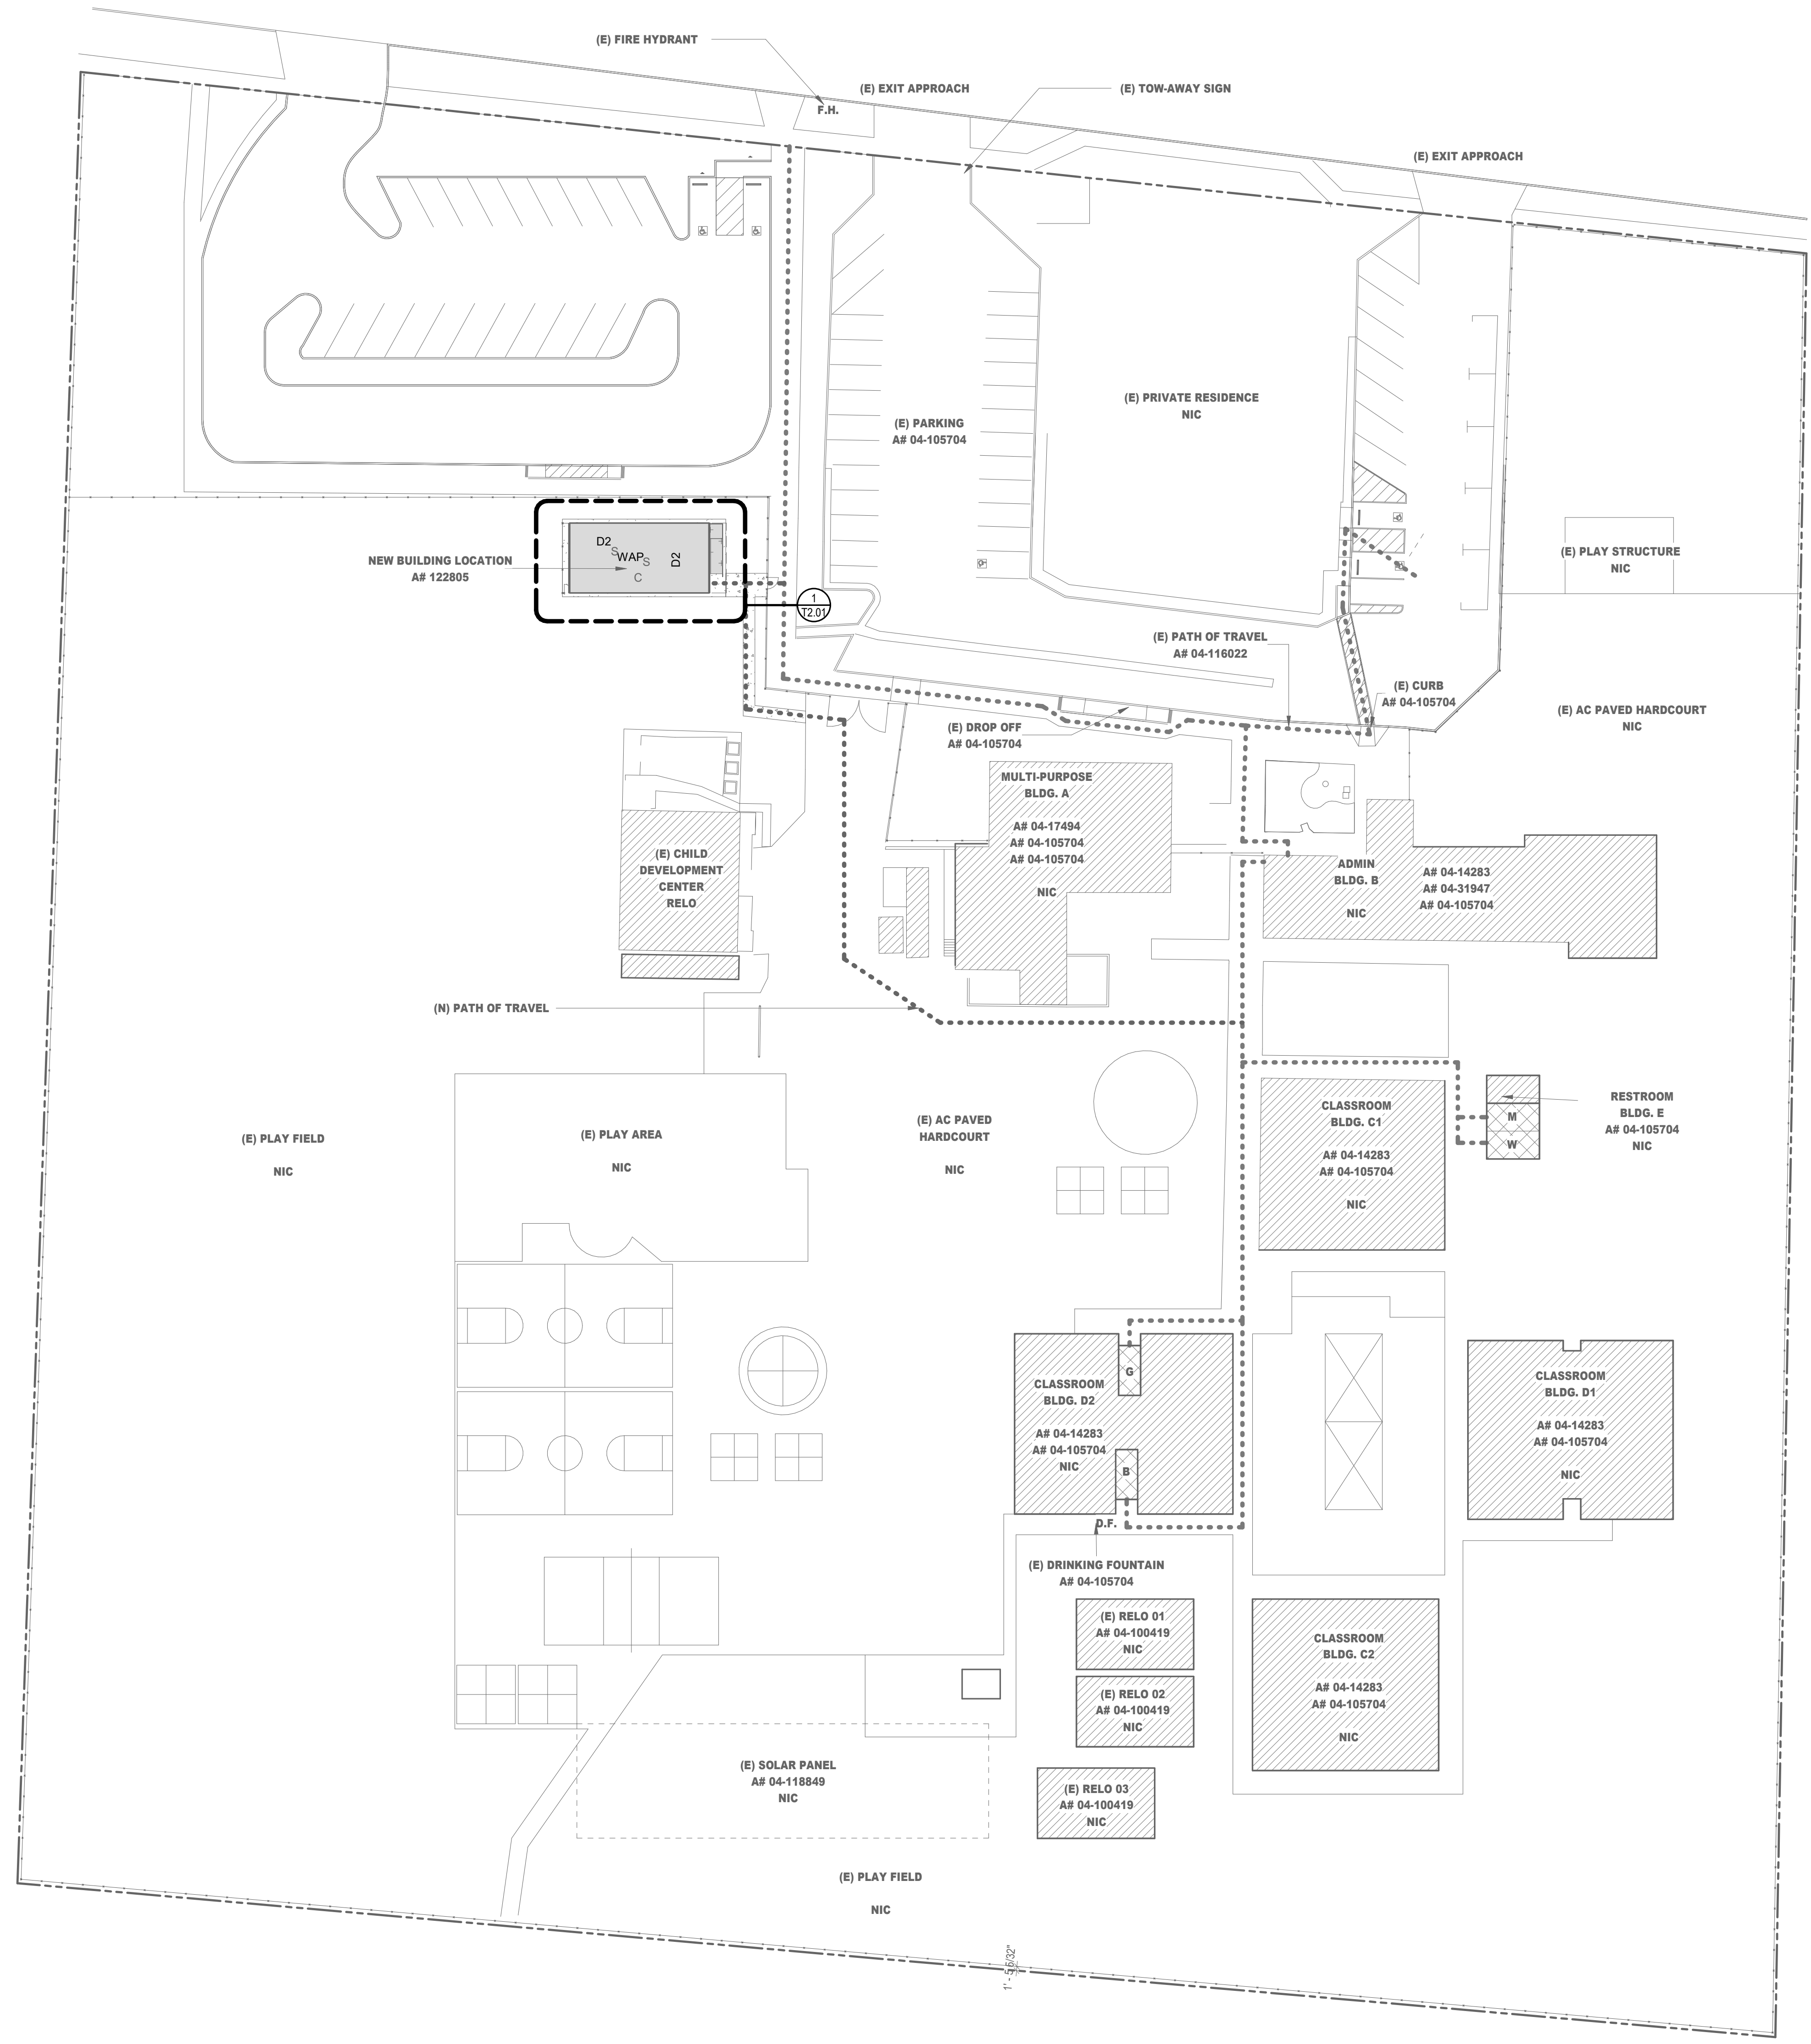 (E) FIRE HYDRANT
(E) EXIT APPROACH
(E) TOW-AWAY SIGN
F.H.
(E) EXIT APPROACH
(E) PRIVATE RESIDENCE
NIC
(E) PARKING
A# 04-105704
NEW BUILDING LOCATION
A# 122805
D2
S
WAP
S
D2
C
1
T2.01
(E) PLAY STRUCTURE
NIC
(E) PATH OF TRAVEL
A# 04-116022
(E) CURB
A# 04-105704
(E) AC PAVED HARDCOURT
NIC
(E) DROP OFF
A# 04-105704
MULTI-PURPOSE
BLDG. A
A# 04-17494
A# 04-105704
A# 04-105704
NIC
(E) CHILD
DEVELOPMENT
CENTER
RELO
ADMIN
BLDG. B
NIC
A# 04-14283
A# 04-31947
A# 04-105704
(N) PATH OF TRAVEL
CLASSROOM
BLDG. C1
A# 04-14283
A# 04-105704
NIC
M
W
RESTROOM
BLDG. E
A# 04-105704
NIC
(E) PLAY FIELD
NIC
(E) PLAY AREA
NIC
(E) AC PAVED
HARDCOURT
NIC
G
CLASSROOM
BLDG. D2
A# 04-14283
A# 04-105704
NIC
B
D.F.
CLASSROOM
BLDG. D1
A# 04-14283
A# 04-105704
NIC
(E) DRINKING FOUNTAIN
A# 04-105704
(E) RELO 01
A# 04-100419
NIC
(E) RELO 02
A# 04-100419
NIC
CLASSROOM
BLDG. C2
A# 04-14283
A# 04-105704
NIC
(E) SOLAR PANEL
A# 04-118849
NIC
(E) RELO 03
A# 04-100419
NIC
(E) PLAY FIELD
NIC